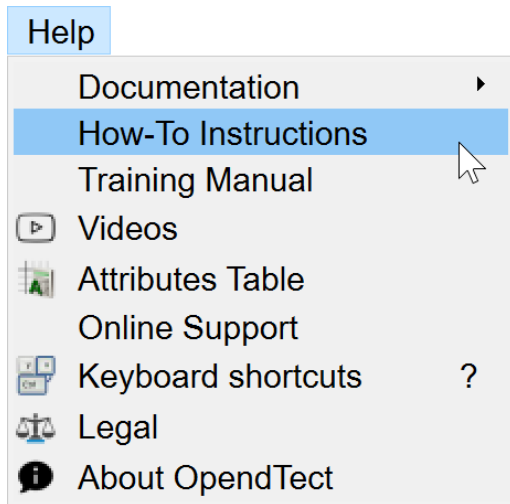 Help
Documentation
How-To Instructions
Training Manual
Videos
Attributes Table
Online Support
Keyboard shortcuts ?
Legal
About OpendTect